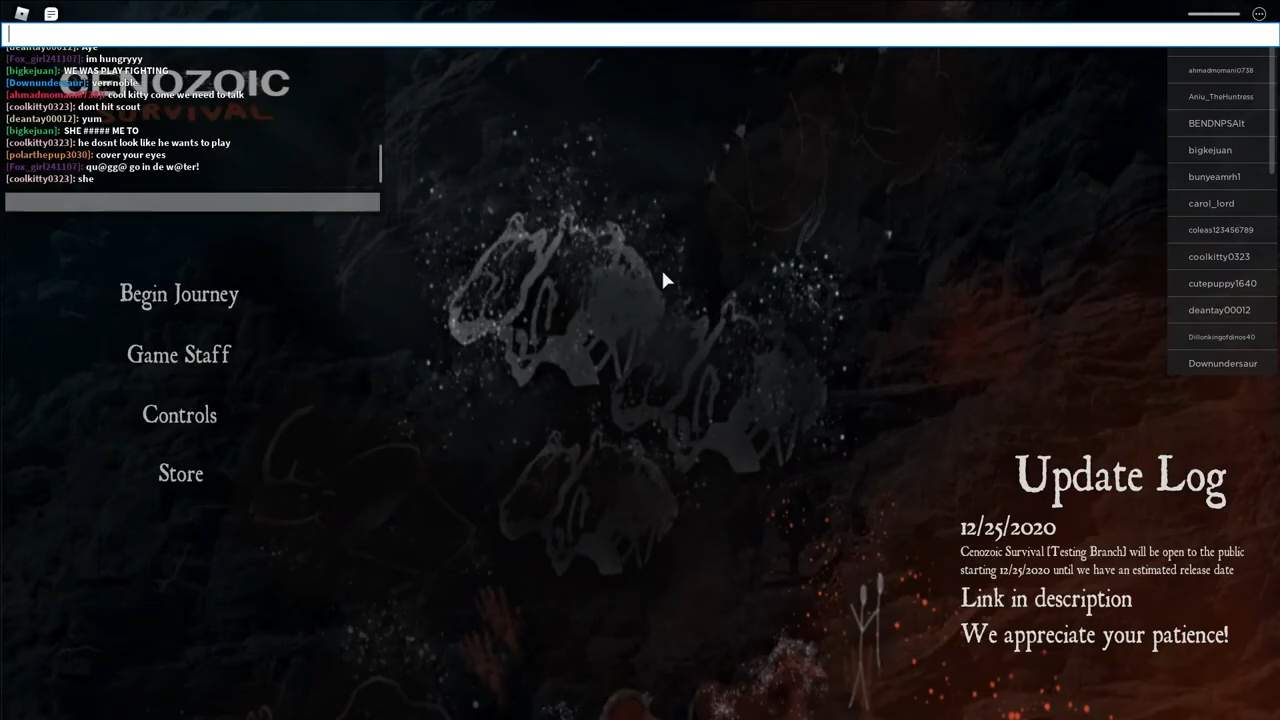 [deantay00012]: Aye
[Fox_girl241107]: im hungryyy
[bigkejuan]: WE WAS PLAY FIGHTING
CENOZOIC
[Downundersaur]: verr noble
cool kitty come we need to talk
[coolkitty0323]: dont hit scout
SURVIVAL
[deantay00012]: yum
[bigkejuan]: SHE ##### ME TO
[coolkitty0323]: he dosnt look like he wants to play
[polarthepup3030]: cover your eyes
[Fox_girl241107]: qu@gg@ go in de w@ter!
[coolkitty0323]: she
ahmadmomani0738
Aniu_TheHuntress
BENDNPSAlt
bigkejuan
bunyeamrh1
carol_lord
coleas123456789
coolkitty0323
cutepuppy1640
deantay00012
Dillonkingofdinos40
Downundersaur
Begin Journey
Game Staff
Controls
Store
Update Log
12/25/2020
Cenozoic Survival [Testing Branch] will be open to the public
starting 12/25/2020 until we have an estimated release date
Link in description
We appreciate your patience!